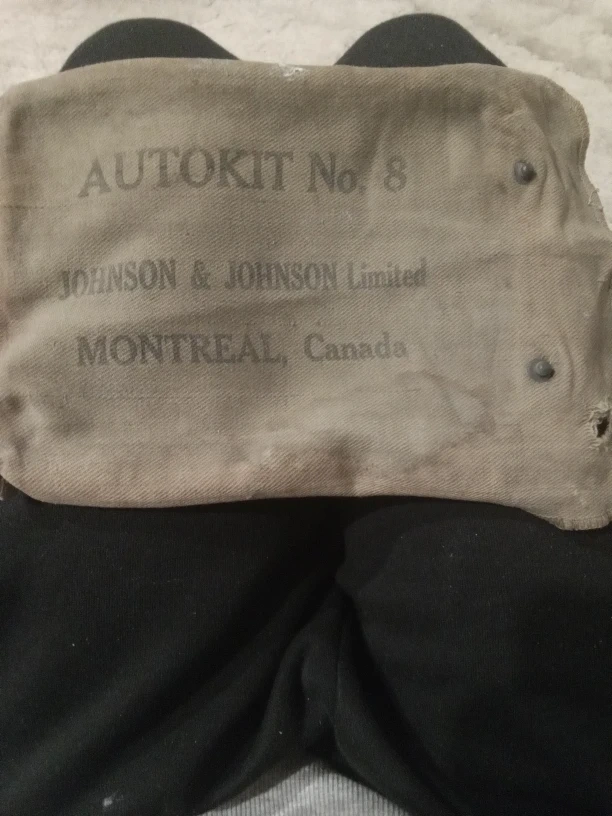 AUTOKIT No. 8
JOHNSON & JOHNSON Limited
MONTREAL, Canada